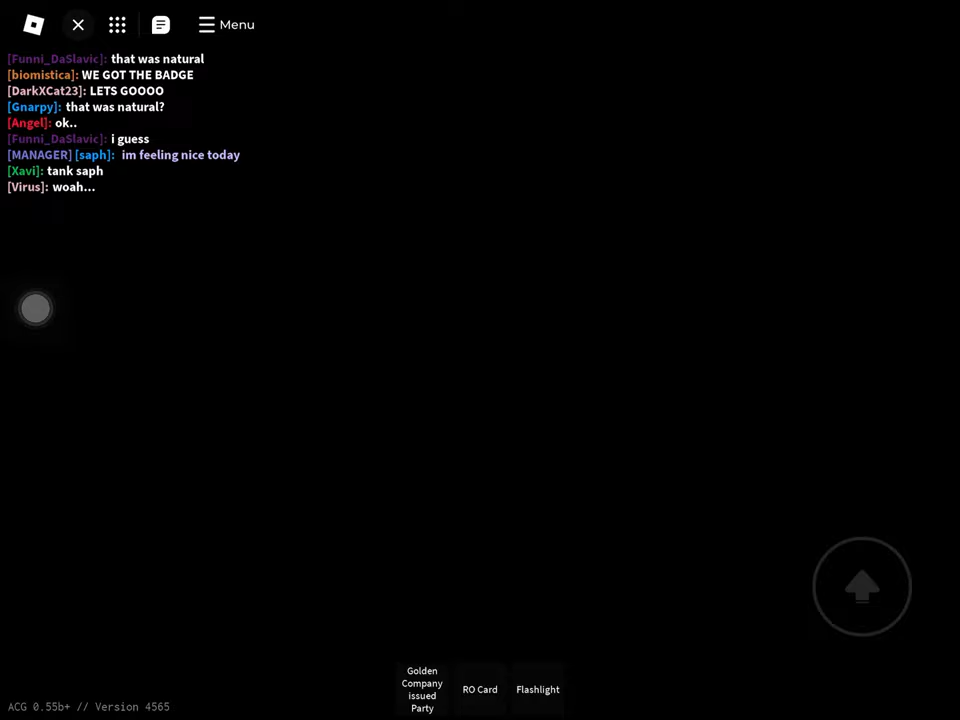 Menu
[Funni_DaSlavic]: that was natural
[biomistica]: WE GOT THE BADGE
[DarkXCat23]: LETS GOOOO
[Gnarpy]: that was natural?
[Angel]: ok..
[Funni_DaSlavic]: i guess
[MANAGER] [saph]: im feeling nice today
[Xavi]: tank saph
[Virus]: woah...
Golden
Company
issued
Party
RO Card
Flashlight
ACG 0.55b+ // Version 4565